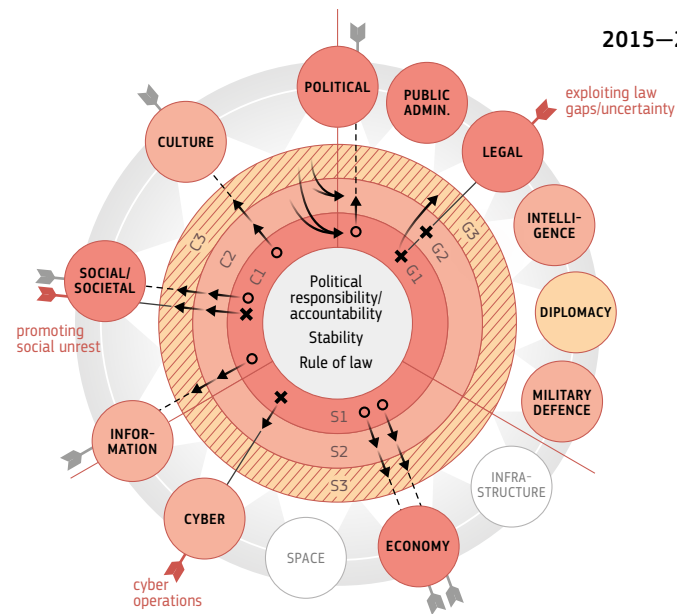 2015—2
POLITICAL
PUBLIC
ADMIN.
exploiting law
gaps/uncertainty
LEGAL
CULTURE
INTELLI-
GENCE
C3
C2
C1
G3
G2
G1
SOCIAL/
SOCIETAL
Political
responsibility/
accountability
Stability
Rule of law
DIPLOMACY
promoting
social unrest
MILITARY
DEFENCE
S1
S2
S3
INFOR-
MATION
INFRA-
STRUCTURE
CYBER
SPACE
ECONOMY
cyber
operations